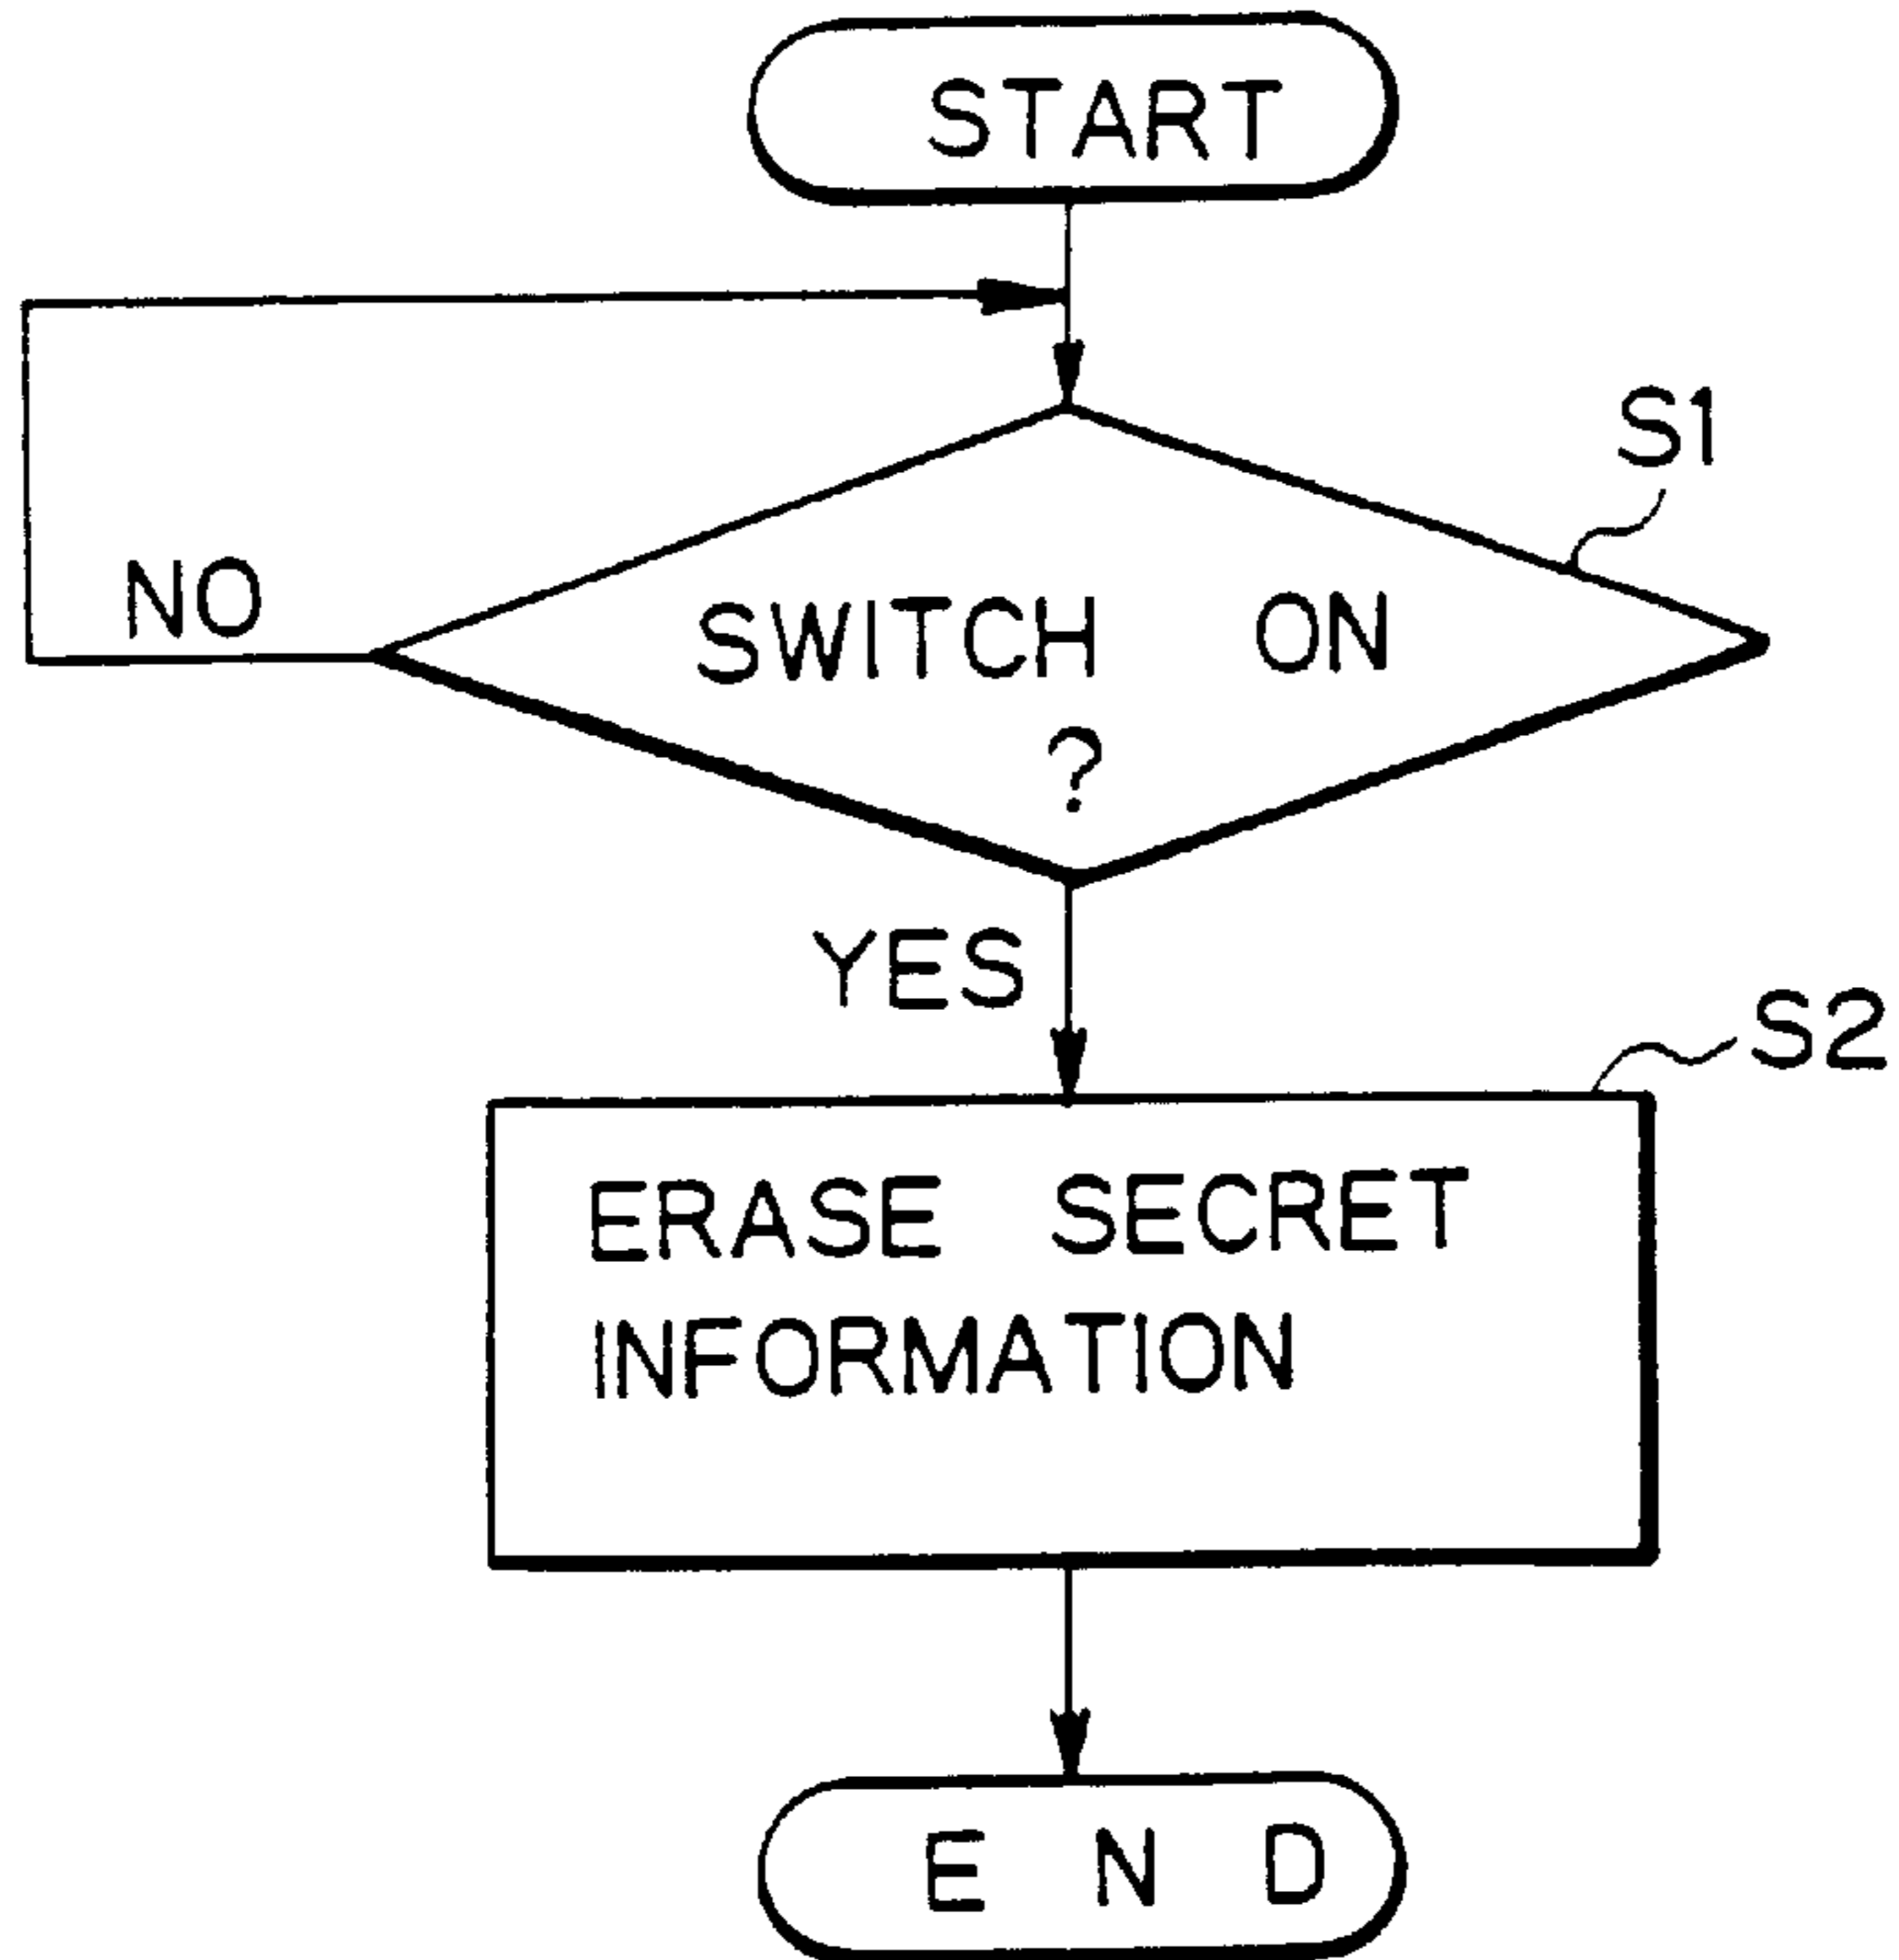 START
S1
NO
SWITCH ON
?
YES
S2
ERASE SECRET
INFORMATION
E N D